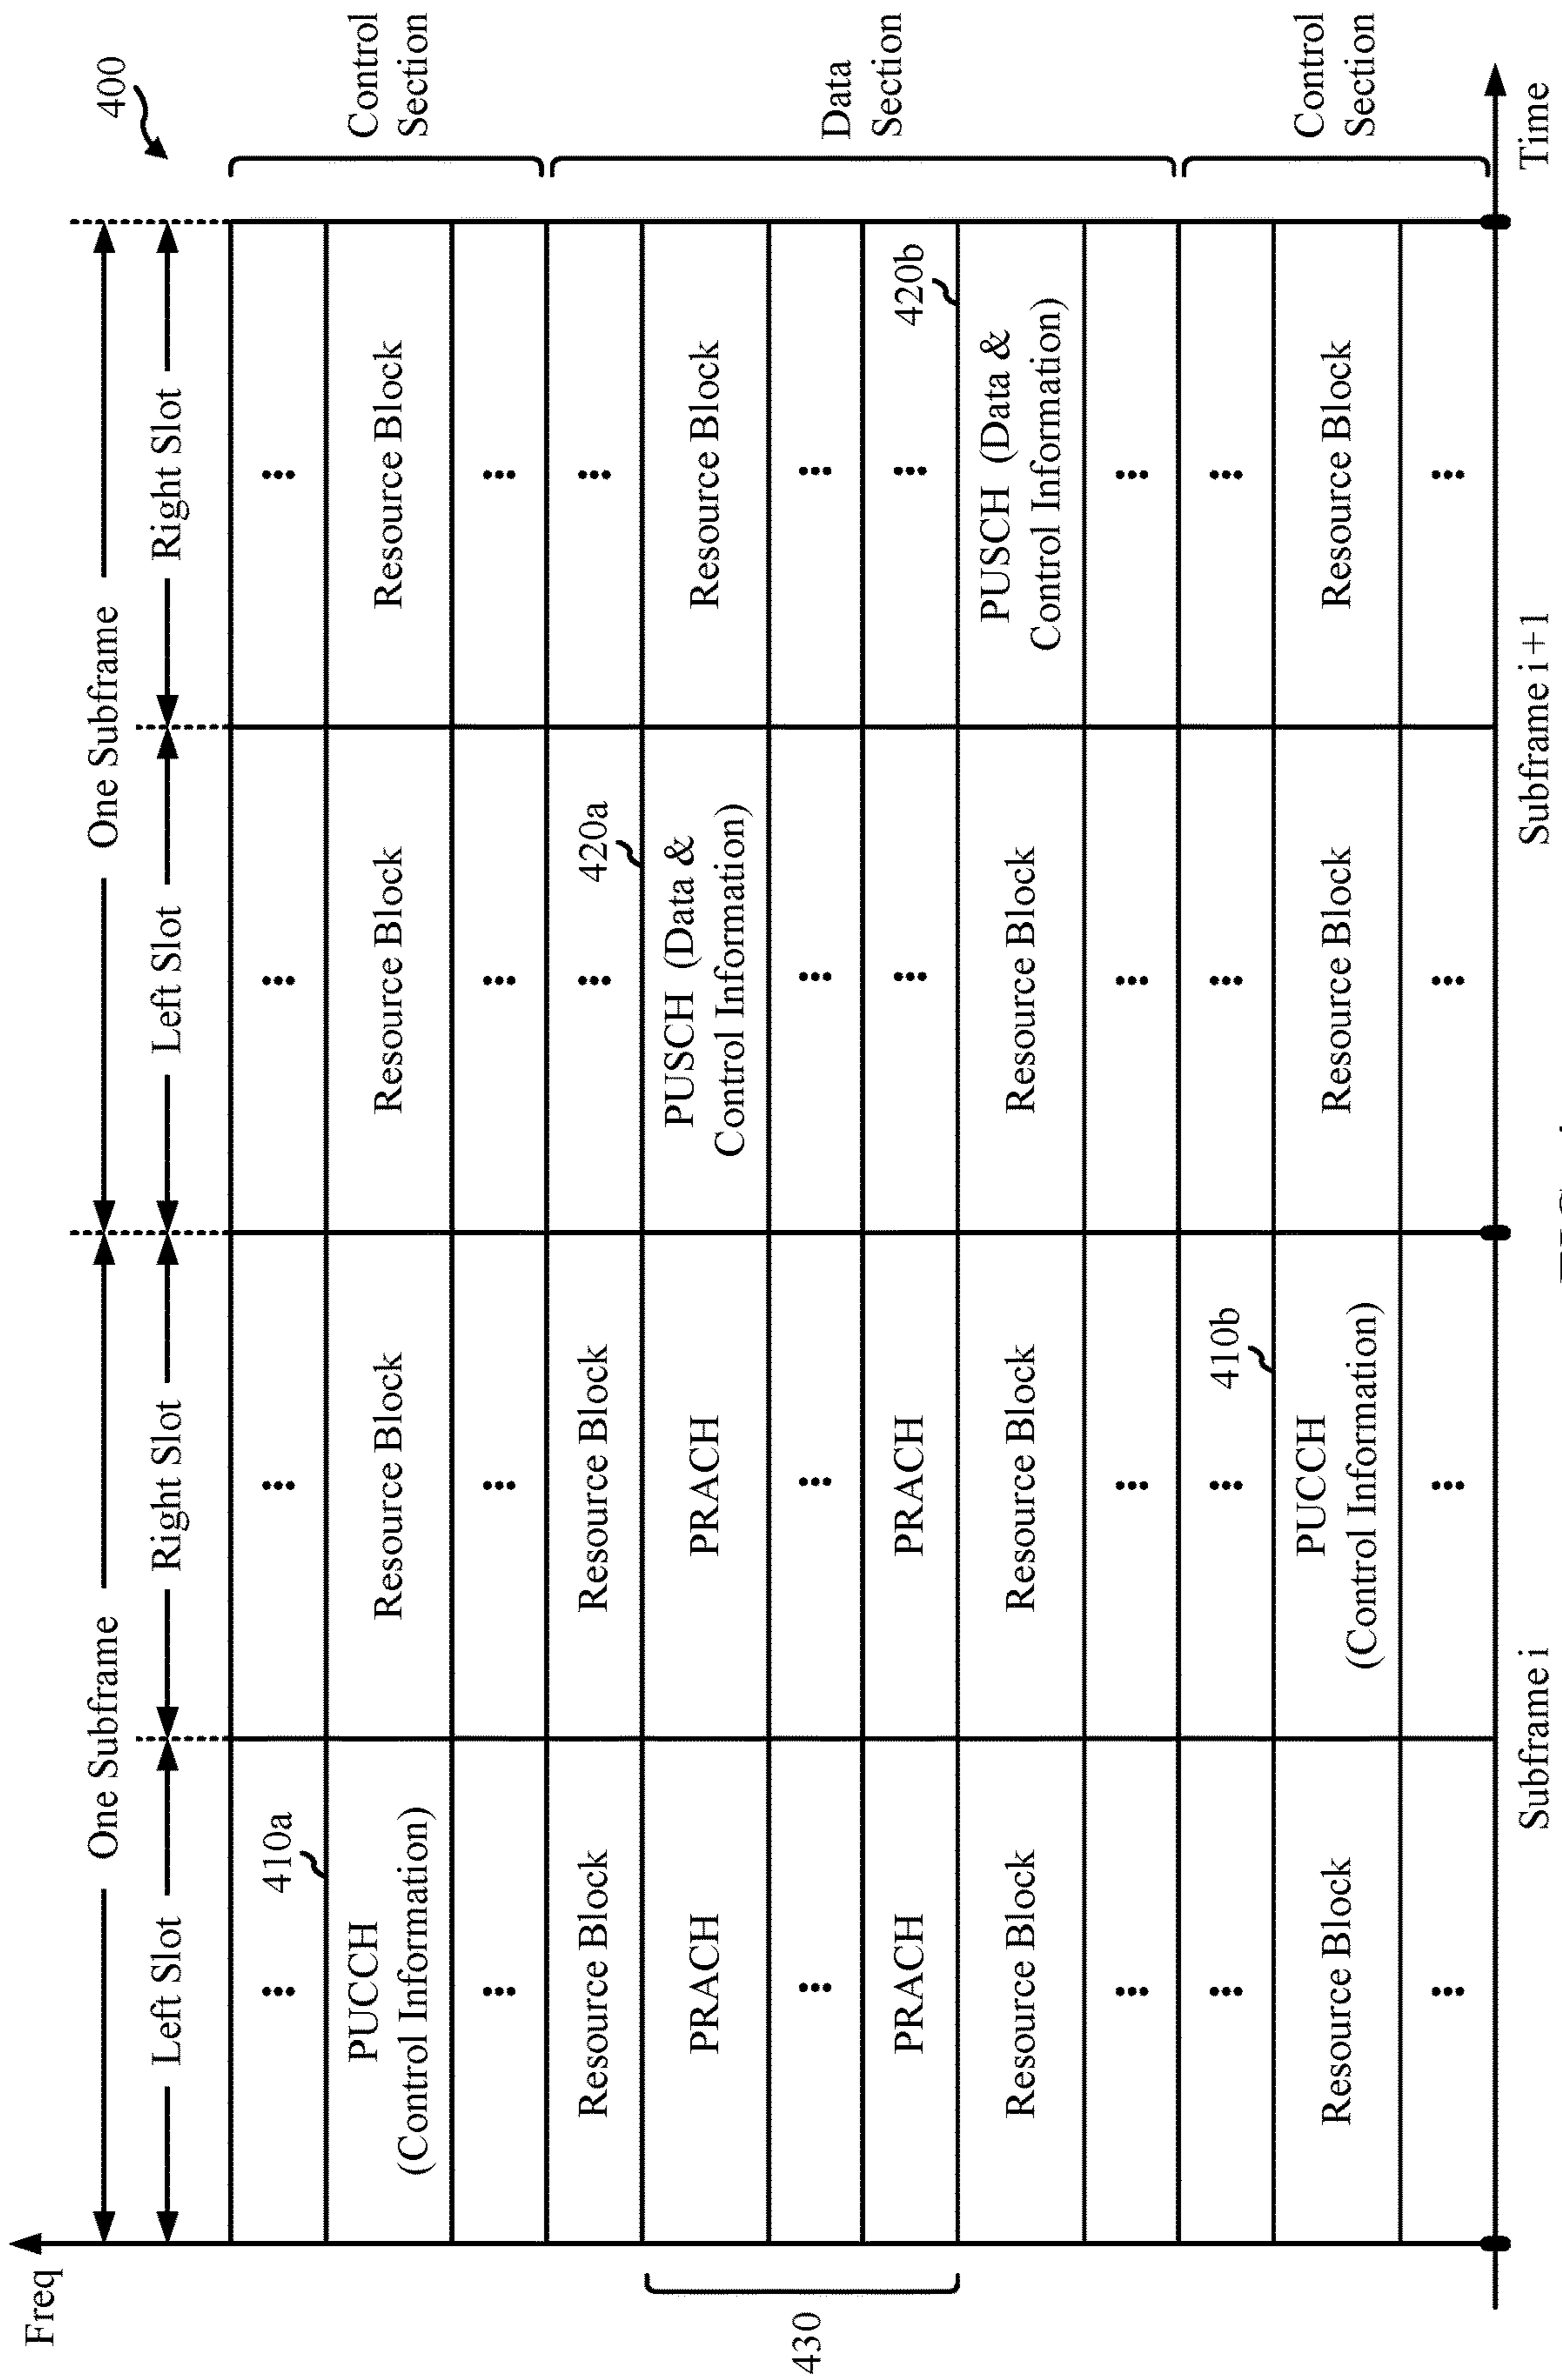 400
Freq
One Subframe
One Subframe
Left Slot
Right Slot
Left Slot
Right Slot
⋮
⋮
⋮
⋮
410a
PUCCH
(Control Information)
Resource Block
Resource Block
Resource Block
Control
Section
⋮
⋮
⋮
⋮
Resource Block
Resource Block
⋮
⋮
420a
430
PRACH
PRACH
PUSCH (Data &
Control Information)
Resource Block
⋮
⋮
⋮
⋮
Data
Section
PRACH
PRACH
⋮
⋮
420b
Resource Block
Resource Block
Resource Block
PUSCH (Data &
Control Information)
⋮
⋮
⋮
⋮
⋮
⋮
410b
⋮
⋮
Resource Block
PUCCH
(Control Information)
Resource Block
Resource Block
Control
Section
⋮
⋮
⋮
⋮
Subframe i
Subframe i+1
Time